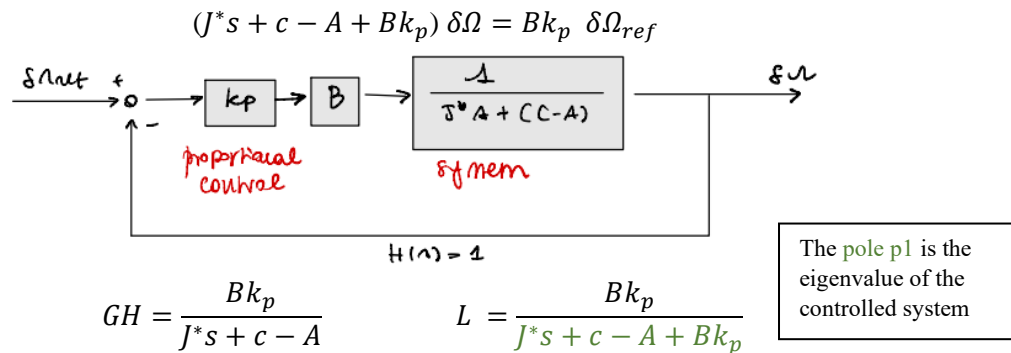 (J*s + c − A + Bk_p) δΩ = Bk_p δΩ_ref
δΩref + δΩ
kp B 1
J* s + (C-A)
−
proportional system
control
H(s) = 1
The pole p1 is the
eigenvalue of the
controlled system
GH = Bk_p / (J*s + c − A) L = Bk_p / (J*s + c − A + Bk_p)